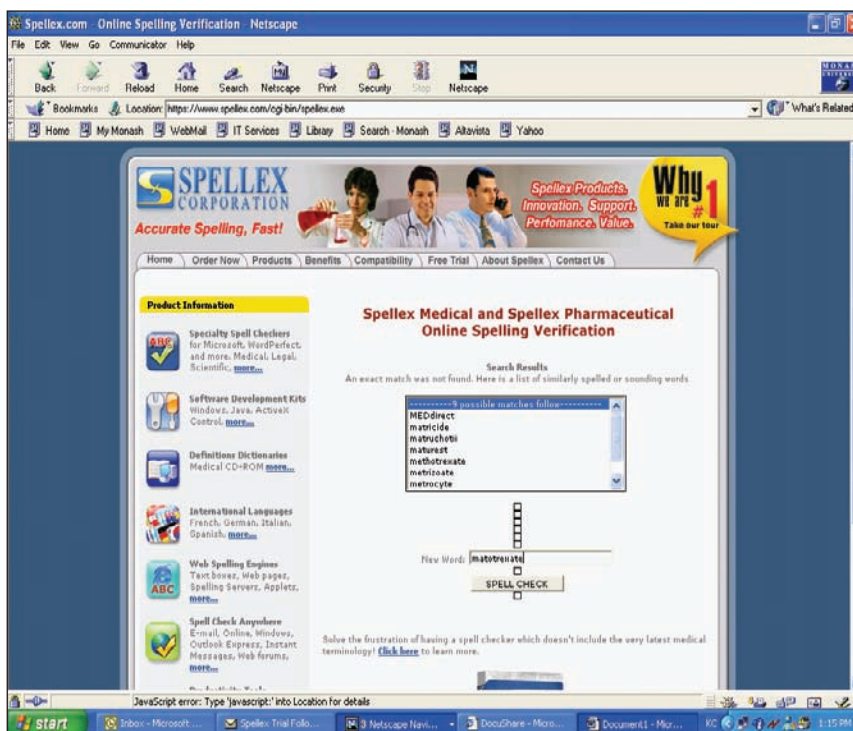 Spellex.com - Online Spelling Verification - Netscape
File Edit View Go Communicator Help
Back Forward Reload Home Search Netscape Print Security Stop Netscape
MONASH
Bookmarks Location: https://www.spellex.com/cgi-bin/spellex.exe What's Related
Home My Monash WebMail IT Services Library Search - Monash Altavista Yahoo
SPELLEX
CORPORATION
Accurate Spelling, Fast!
Spellex Products.
Innovation. Support.
Perfomance. Value.
Why
we are #1
Take our tour
Home Order Now Products Benefits Compatibility Free Trial About Spellex Contact Us
Product Information
ABC
Specialty Spell Checkers
for Microsoft, WordPerfect,
and more. Medical, Legal,
Scientific, more...
Software Development Kits
Windows, Java, ActiveX
Control, more...
Definitions Dictionaries
Medical CD+ROM more...
International Languages
French, German, Italian,
Spanish, more...
ABC
Web Spelling Engines
Text boxes, Web pages,
Spelling Servers, Applets,
more...
Spell Check Anywhere
E-mail, Online, Windows,
Outlook Express, Instant
Messages, Web forums,
more...
Productivity Tools
Spellex Medical and Spellex Pharmaceutical
Online Spelling Verification
Search Results
An exact match was not found. Here is a list of similarly spelled or sounding words
----------9 possible matches follow----------
MEDdirect
matricide
matruchotii
maturest
methotrexate
metrizoate
metrocyte
New Word: matotrexate
SPELL CHECK
Solve the frustration of having a spell checker which doesn't include the very latest medical
terminology! Click here to learn more.
JavaScript error: Type 'javascript:' into Location for details
start Inbox - Microsoft ... Spellex Trial Follo... 3 Netscape Navi... DocuShare - Micro... Document1 - Micr... KC 1:15 PM